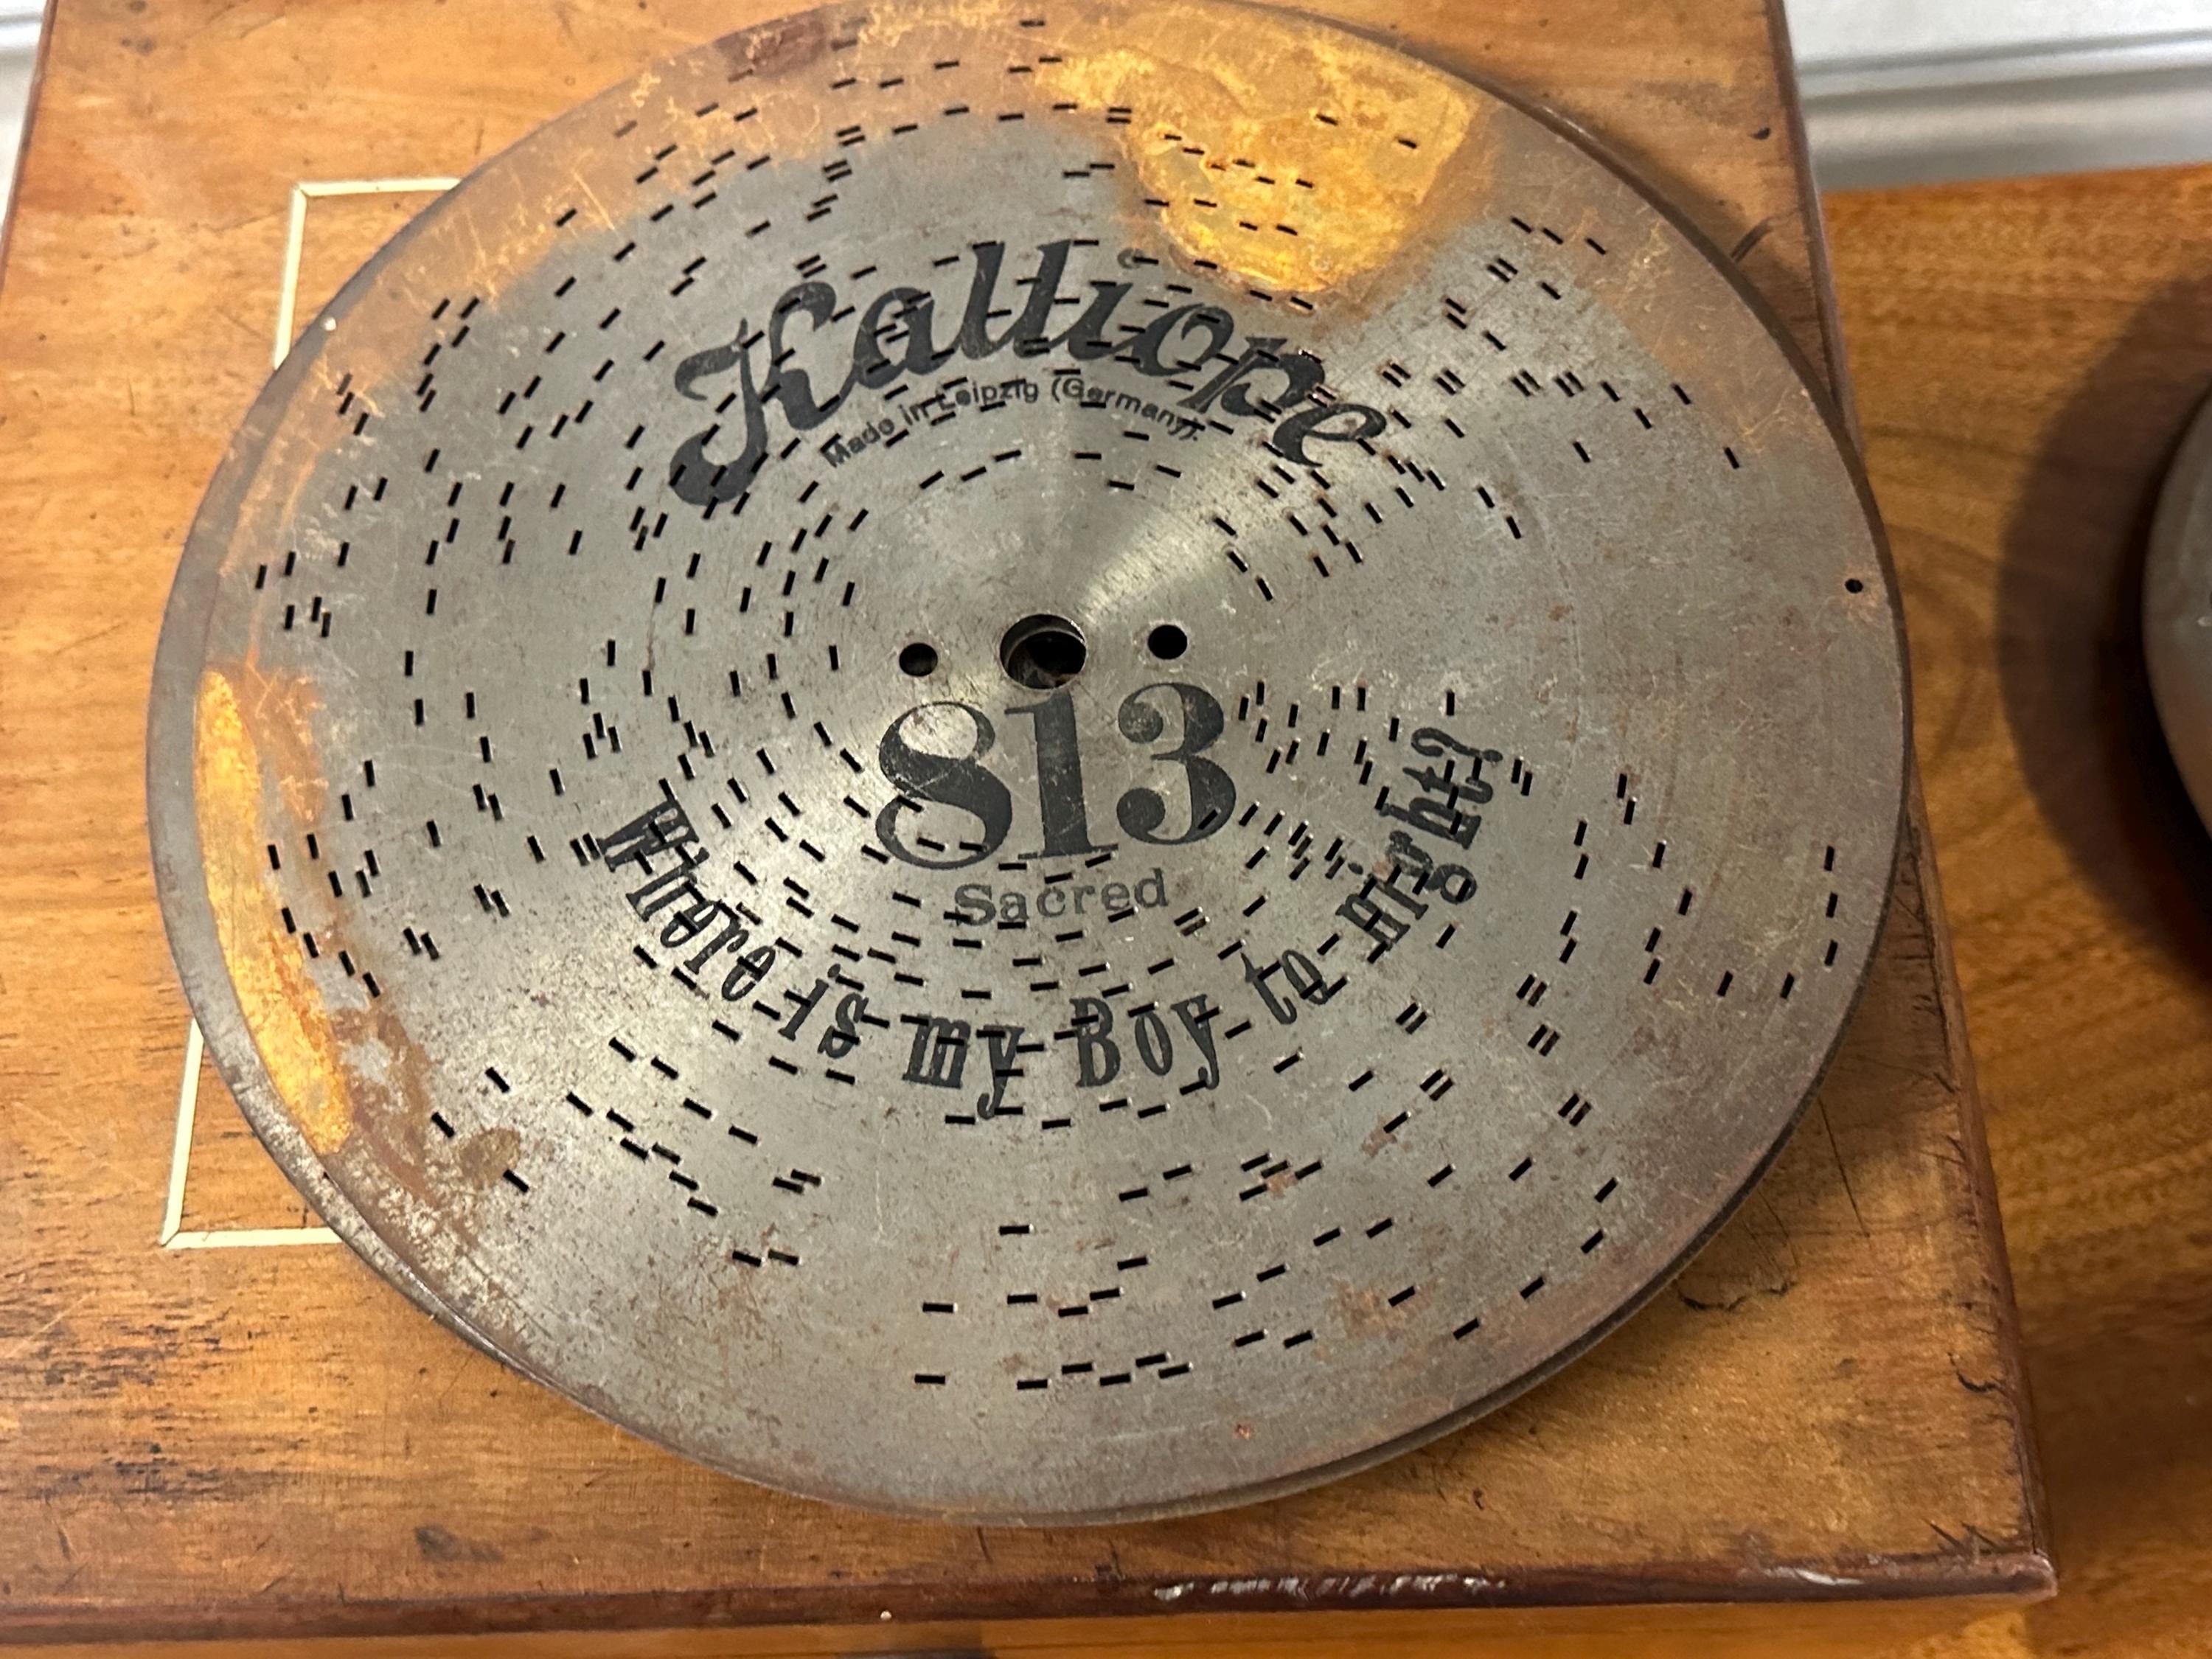 Kalliope
Made in Leipzig (Germany).
813
Sacred
Where is my Boy to night?